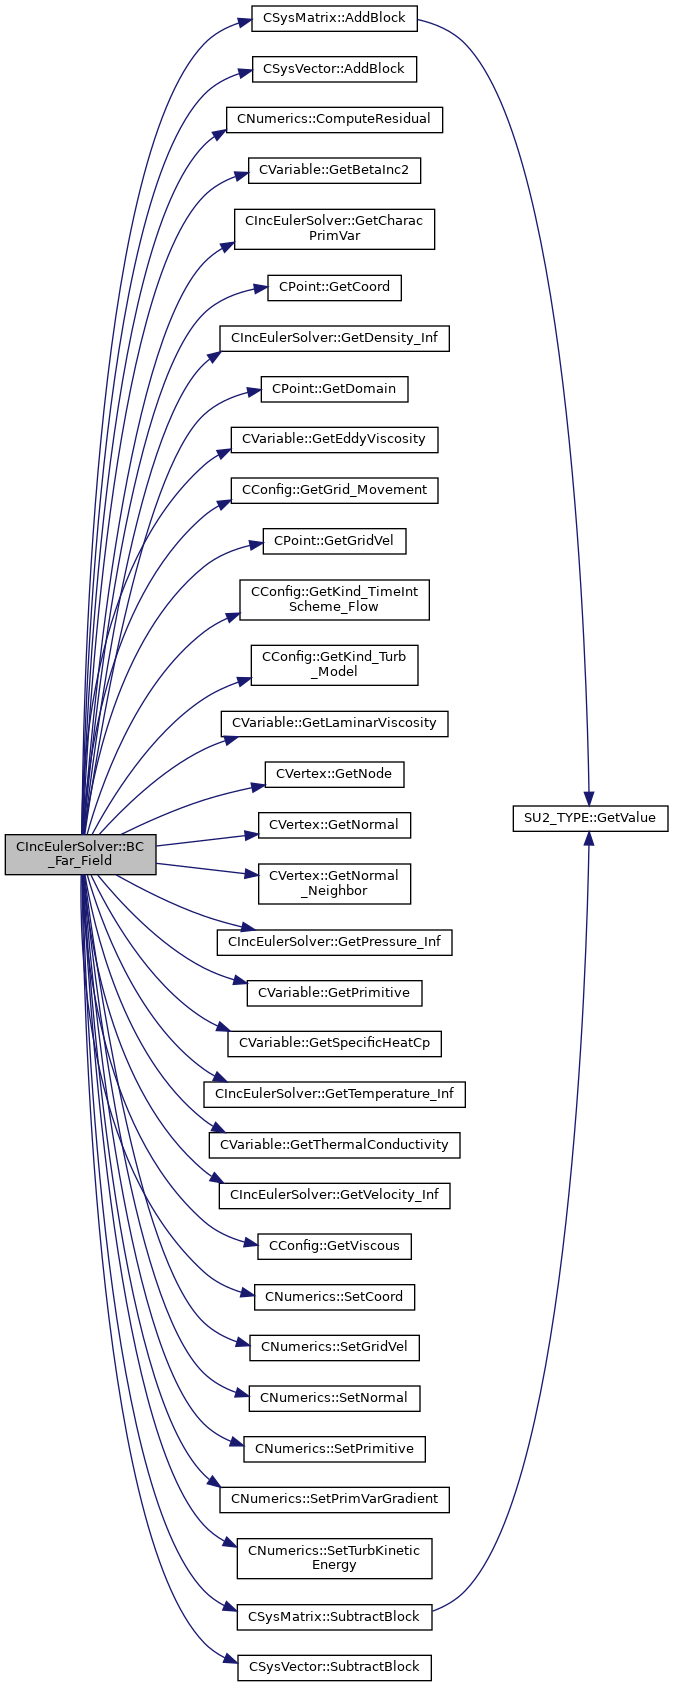 CSysMatrix::AddBlock
CSysVector::AddBlock
CNumerics::ComputeResidual
CVariable::GetBetaInc2
CIncEulerSolver::GetCharac
PrimVar
CPoint::GetCoord
CIncEulerSolver::GetDensity_Inf
CPoint::GetDomain
CVariable::GetEddyViscosity
CConfig::GetGrid_Movement
CPoint::GetGridVel
CConfig::GetKind_TimeInt
Scheme_Flow
CConfig::GetKind_Turb
_Model
CVariable::GetLaminarViscosity
CVertex::GetNode
SU2_TYPE::GetValue
CVertex::GetNormal
CIncEulerSolver::BC
_Far_Field
CVertex::GetNormal
_Neighbor
CIncEulerSolver::GetPressure_Inf
CVariable::GetPrimitive
CVariable::GetSpecificHeatCp
CIncEulerSolver::GetTemperature_Inf
CVariable::GetThermalConductivity
CIncEulerSolver::GetVelocity_Inf
CConfig::GetViscous
CNumerics::SetCoord
CNumerics::SetGridVel
CNumerics::SetNormal
CNumerics::SetPrimitive
CNumerics::SetPrimVarGradient
CNumerics::SetTurbKinetic
Energy
CSysMatrix::SubtractBlock
CSysVector::SubtractBlock